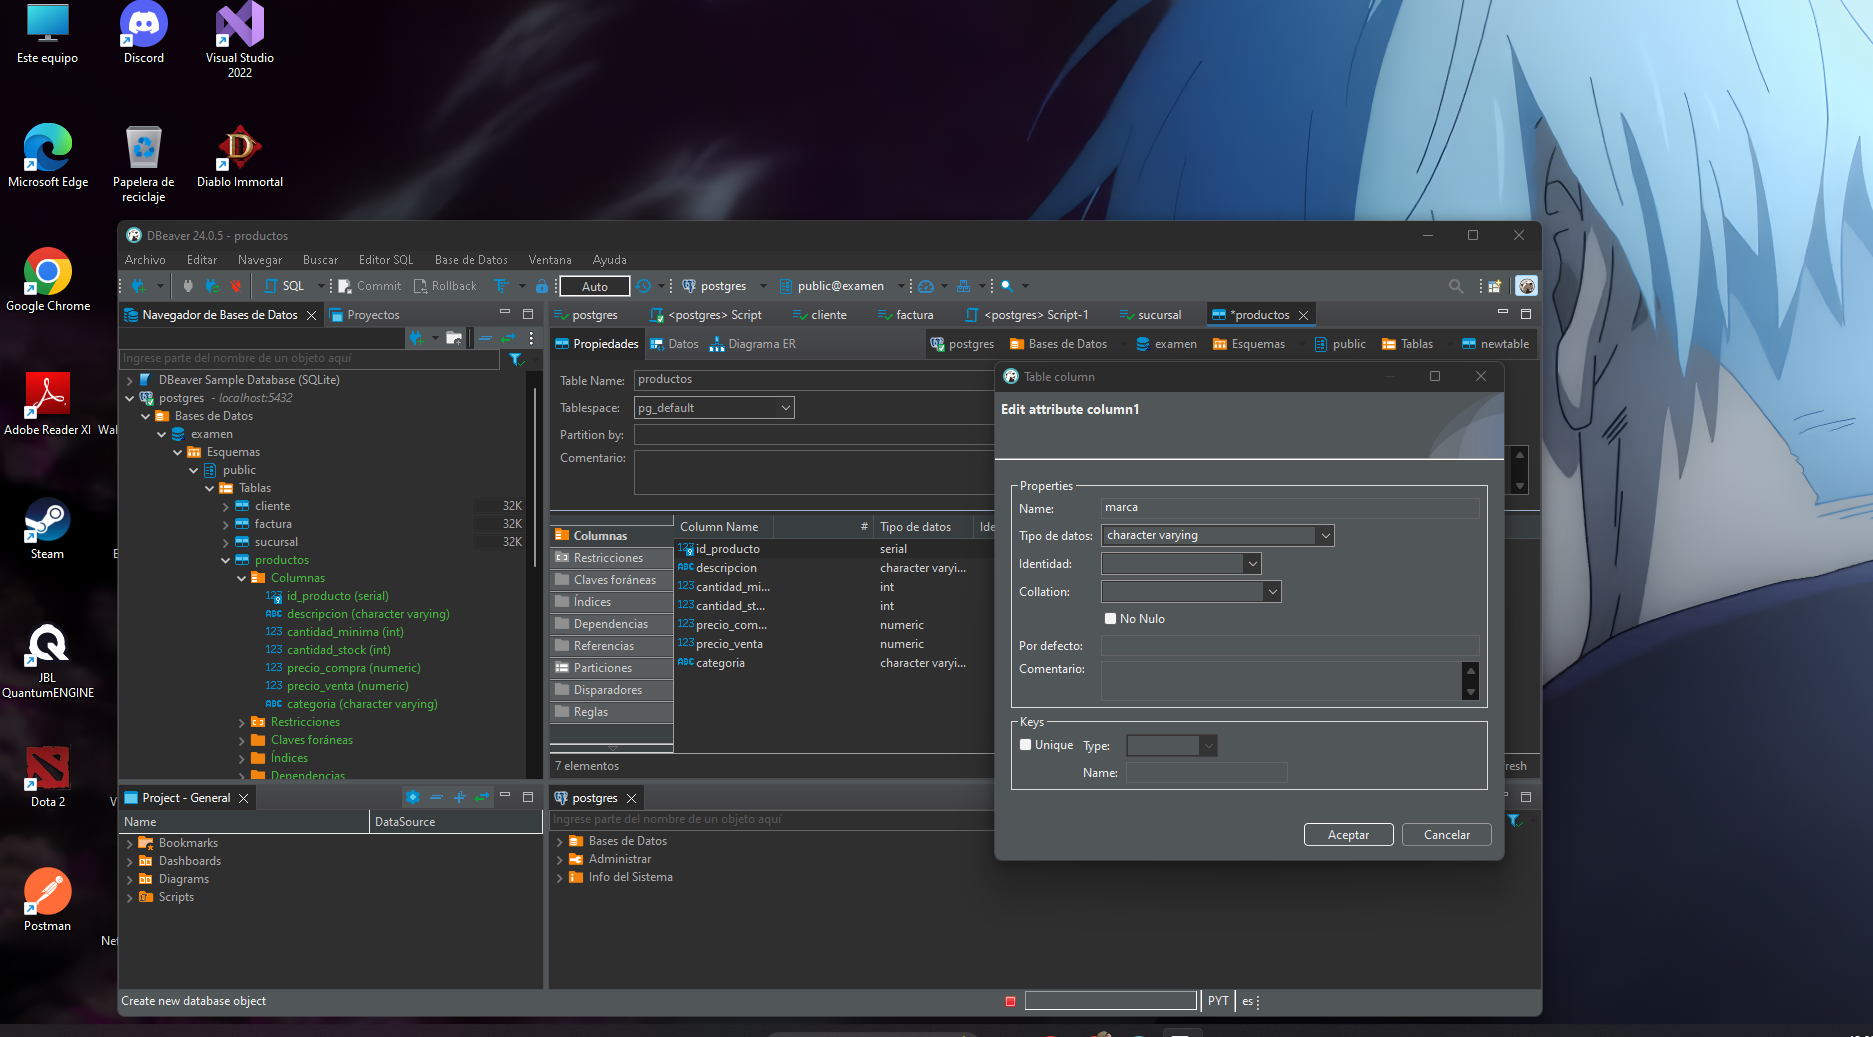 Este equipo
Discord
Visual Studio
2022
Microsoft Edge
Papelera de
reciclaje
Diablo Immortal
Google Chrome
Adobe Reader XI
Wal
Steam
E
JBL
QuantumENGINE
Dota 2
V
Postman
Net
DBeaver 24.0.5 - productos
Archivo Editar Navegar Buscar Editor SQL Base de Datos Ventana Ayuda
SQL Commit Rollback Auto postgres public@examen
Navegador de Bases de Datos Proyectos
Ingrese parte del nombre de un objeto aquí
DBeaver Sample Database (SQLite)
postgres - localhost:5432
Bases de Datos
examen
Esquemas
public
Tablas
cliente 32K
factura 32K
sucursal 32K
productos
Columnas
id_producto (serial)
descripcion (character varying)
cantidad_minima (int)
cantidad_stock (int)
precio_compra (numeric)
precio_venta (numeric)
categoria (character varying)
Restricciones
Claves foráneas
Índices
Dependencias
postgres <postgres> Script cliente factura <postgres> Script-1 sucursal *productos
Propiedades Datos Diagrama ER postgres Bases de Datos examen Esquemas public Tablas newtable
Table Name: productos
Tablespace: pg_default
Partition by:
Comentario:
Columnas
Restricciones
Claves foráneas
Índices
Dependencias
Referencias
Particiones
Disparadores
Reglas
Column Name # Tipo de datos Ide
123 id_producto serial
ABC descripcion character varyi...
123 cantidad_mi... int
123 cantidad_st... int
123 precio_com... numeric
123 precio_venta numeric
ABC categoria character varyi...
7 elementos
resh
Table column
Edit attribute column1
Properties
Name: marca
Tipo de datos: character varying
Identidad:
Collation:
No Nulo
Por defecto:
Comentario:
Keys
Unique Type:
Name:
Aceptar Cancelar
Project - General
Name DataSource
Bookmarks
Dashboards
Diagrams
Scripts
postgres
Ingrese parte del nombre de un objeto aquí
Bases de Datos
Administrar
Info del Sistema
Create new database object
PYT es